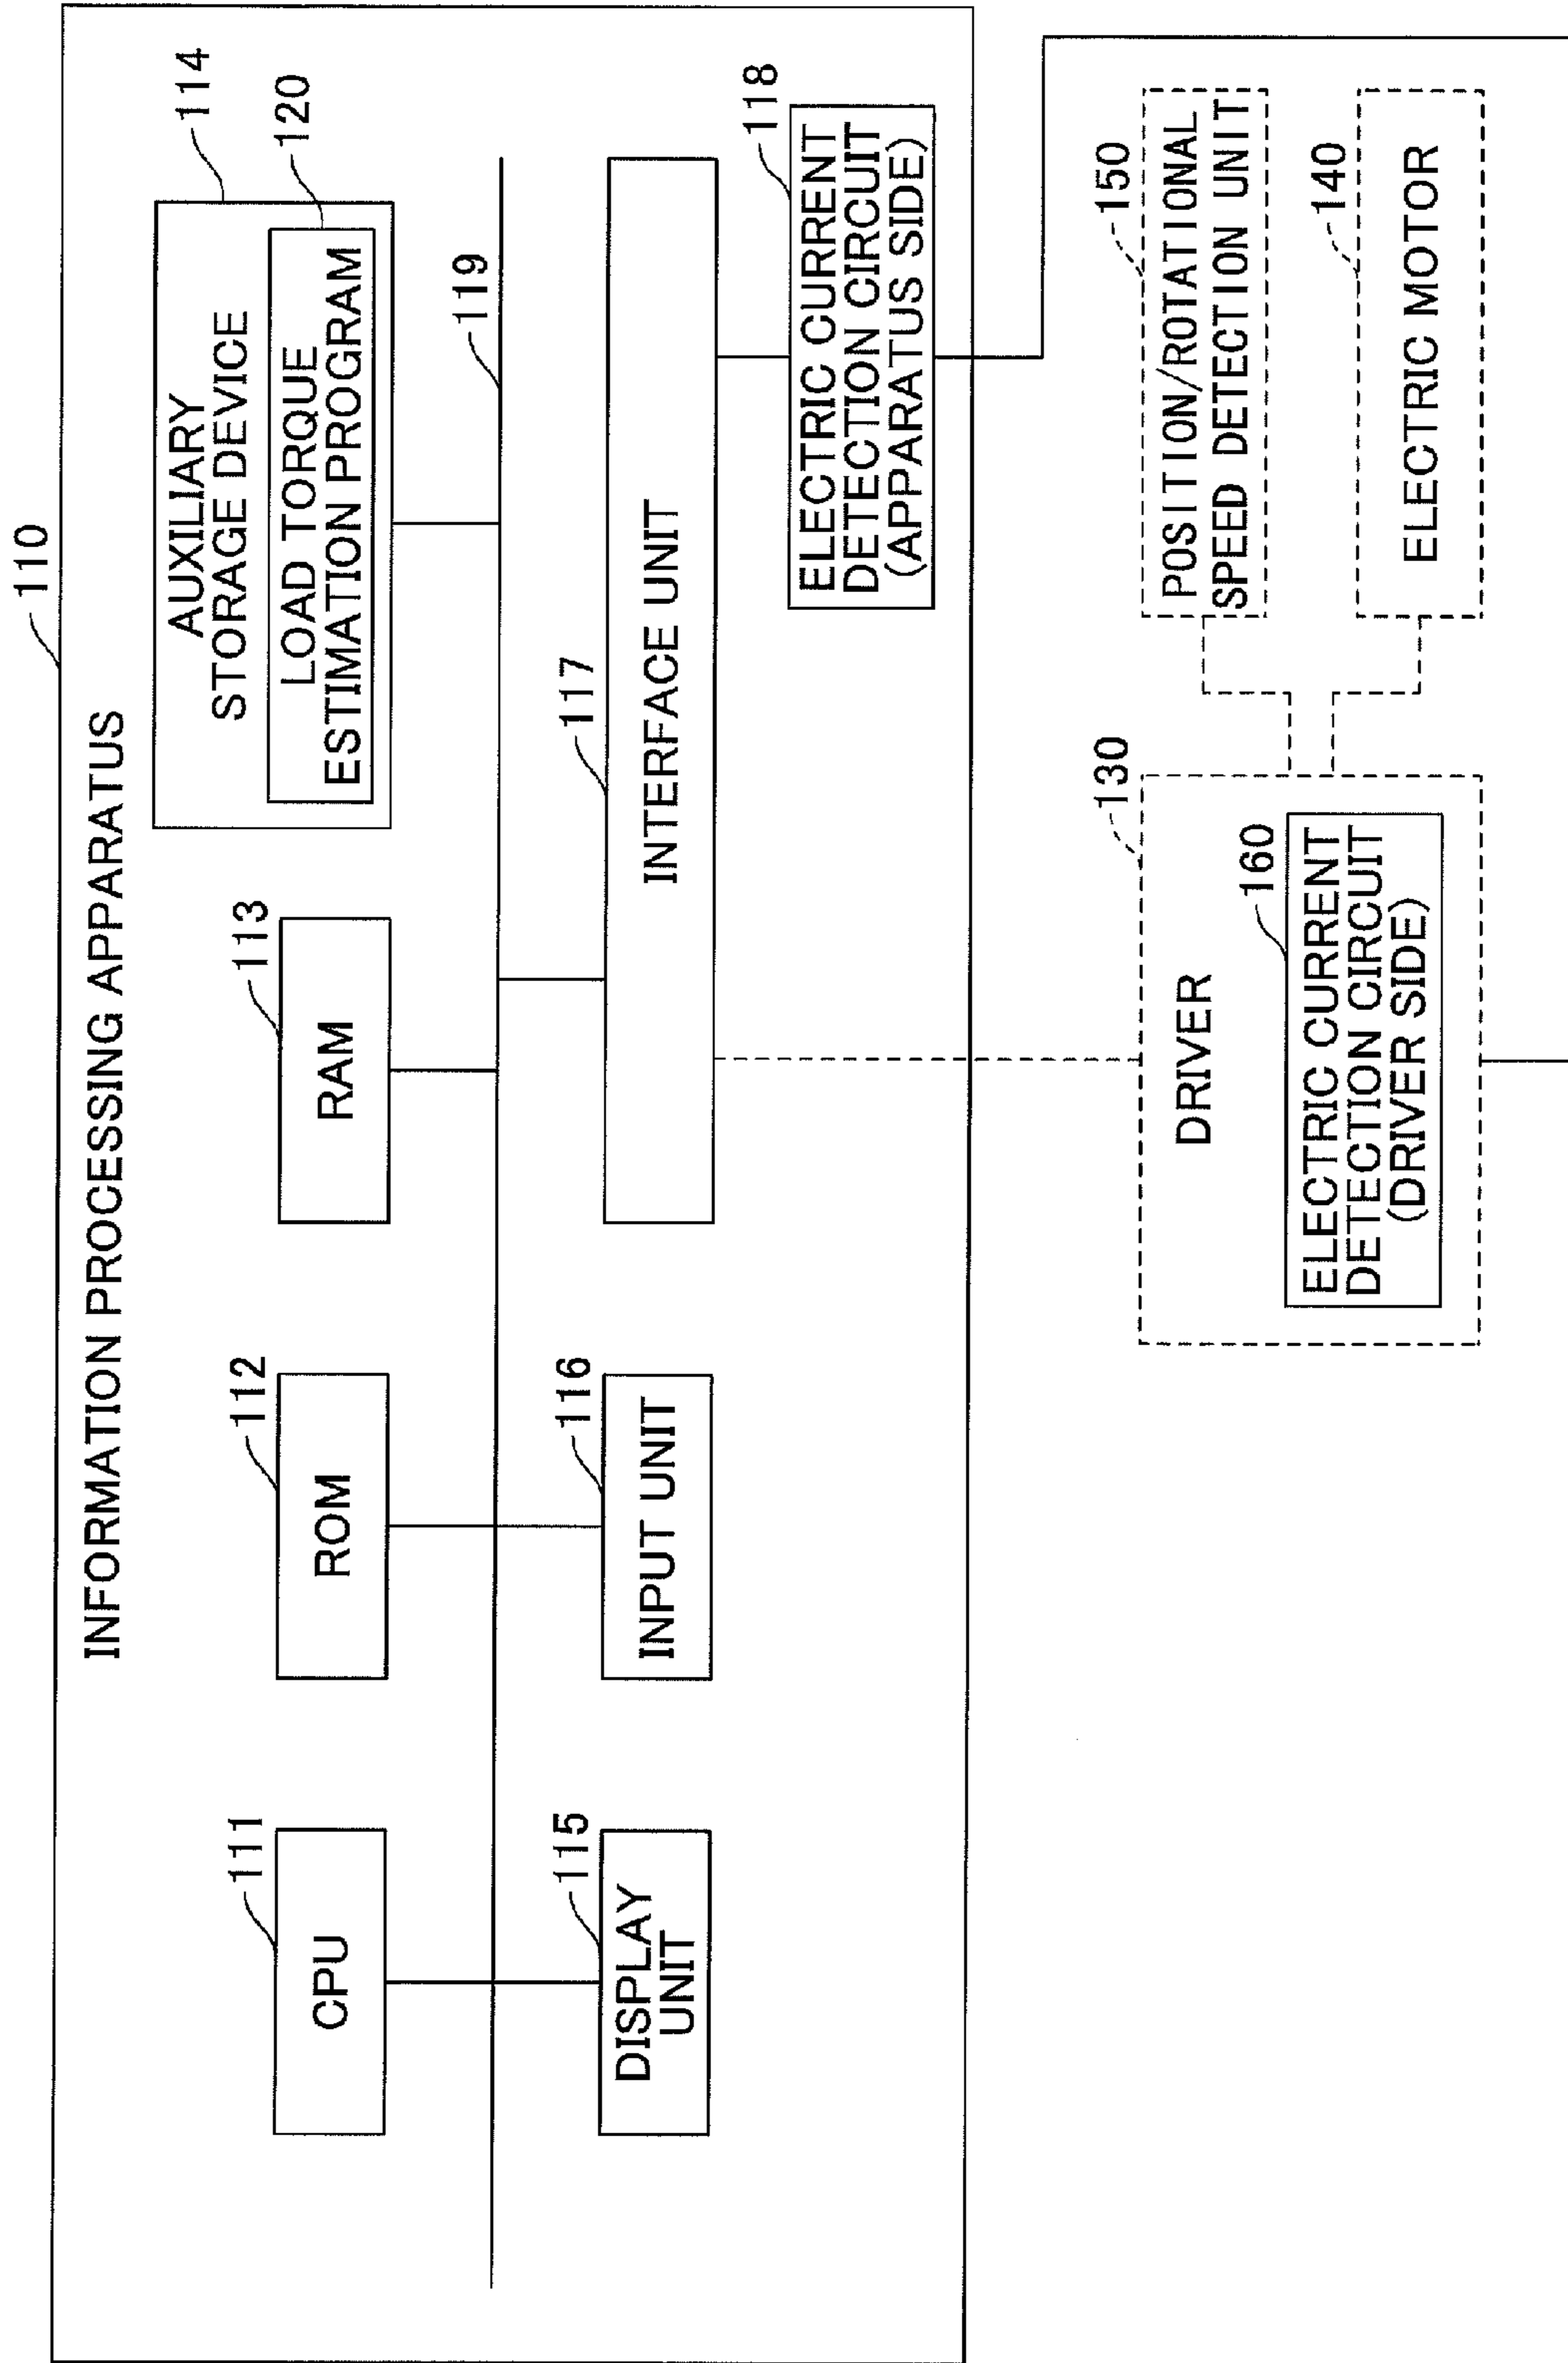 110
INFORMATION PROCESSING APPARATUS
111
CPU
112
ROM
113
RAM
114
AUXILIARY
STORAGE DEVICE
120
LOAD TORQUE
ESTIMATION PROGRAM
119
115
DISPLAY
UNIT
116
INPUT UNIT
117
INTERFACE UNIT
118
ELECTRIC CURRENT
DETECTION CIRCUIT
(APPARATUS SIDE)
130
DRIVER
160
ELECTRIC CURRENT
DETECTION CIRCUIT
(DRIVER SIDE)
150
POSITION/ROTATIONAL
SPEED DETECTION UNIT
140
ELECTRIC MOTOR